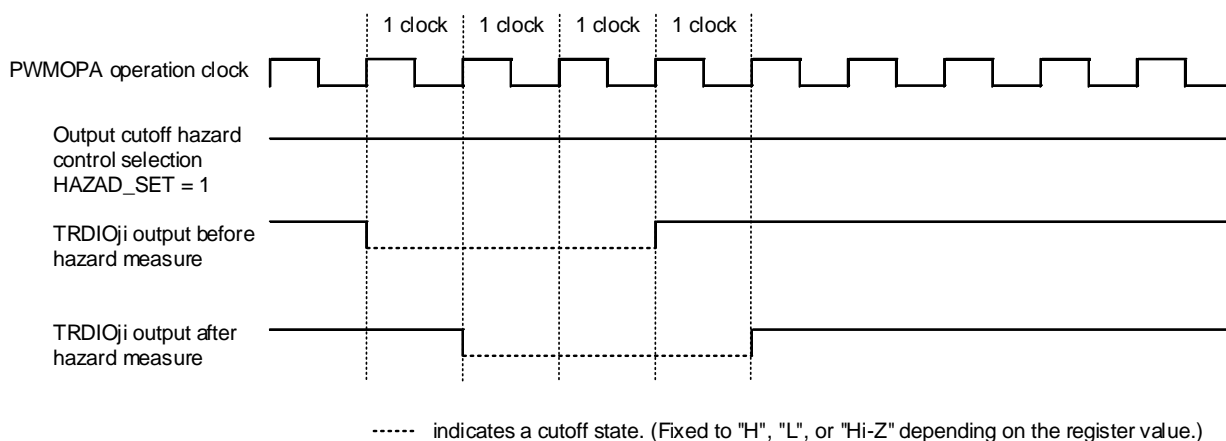 1 clock 1 clock 1 clock 1 clock
PWMOPA operation clock
Output cutoff hazard
control selection
HAZAD_SET = 1
TRDIOji output before
hazard measure
TRDIOji output after
hazard measure
indicates a cutoff state. (Fixed to "H", "L", or "Hi-Z" depending on the register value.)